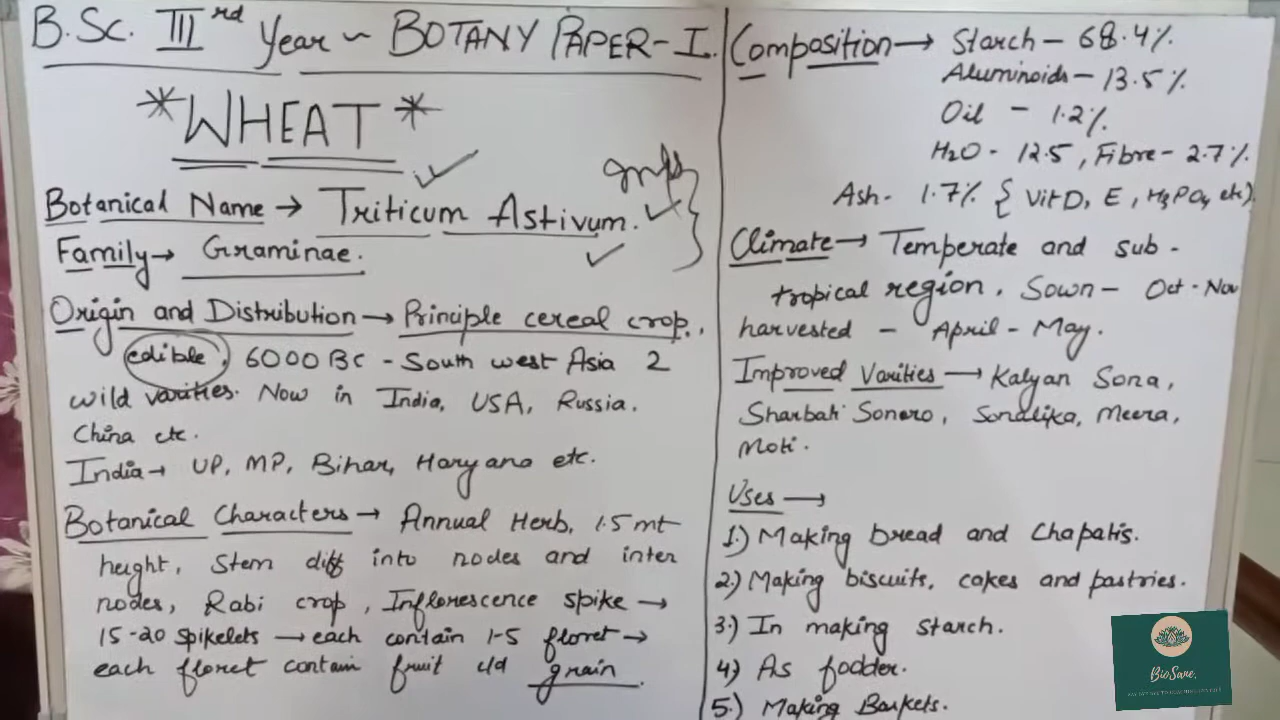 B.Sc. III rd Year ~ BOTANY PAPER-I.
*WHEAT*
Botanical Name → Triticum Astivum.
Family → Graminae.
Origin and Distribution → Principle cereal crop,
edible, 6000 BC - South west Asia 2
wild varities. Now in India, USA, Russia,
China etc.
India → UP, MP, Bihar, Haryana etc.
Botanical Characters → Annual Herb, 1.5 mt
height, Stem diff into nodes and inter
nodes, Rabi crop, Inflorescence spike →
15-20 spikelets → each contain 1-5 floret →
each floret contain fruit c/d grain
Composition → Starch - 68.4%
Aluminoids - 13.5%
Oil - 1.2%
H2O - 12.5, Fibre - 2.7%
Ash - 1.7% { Vit D, E, H3PO4 etc}
Climate → Temperate and sub-
tropical region. Sown - Oct-Nov
harvested - April-May.
Improved Varities → Kalyan Sona,
Sharbati Sonaro, Sonalika, Meera,
Moti.
Uses →
1.) Making bread and Chapatis.
2.) Making biscuits, cakes and pastries.
3.) In making starch.
4) As fodder.
5.) Making Baskets.
BioSane.